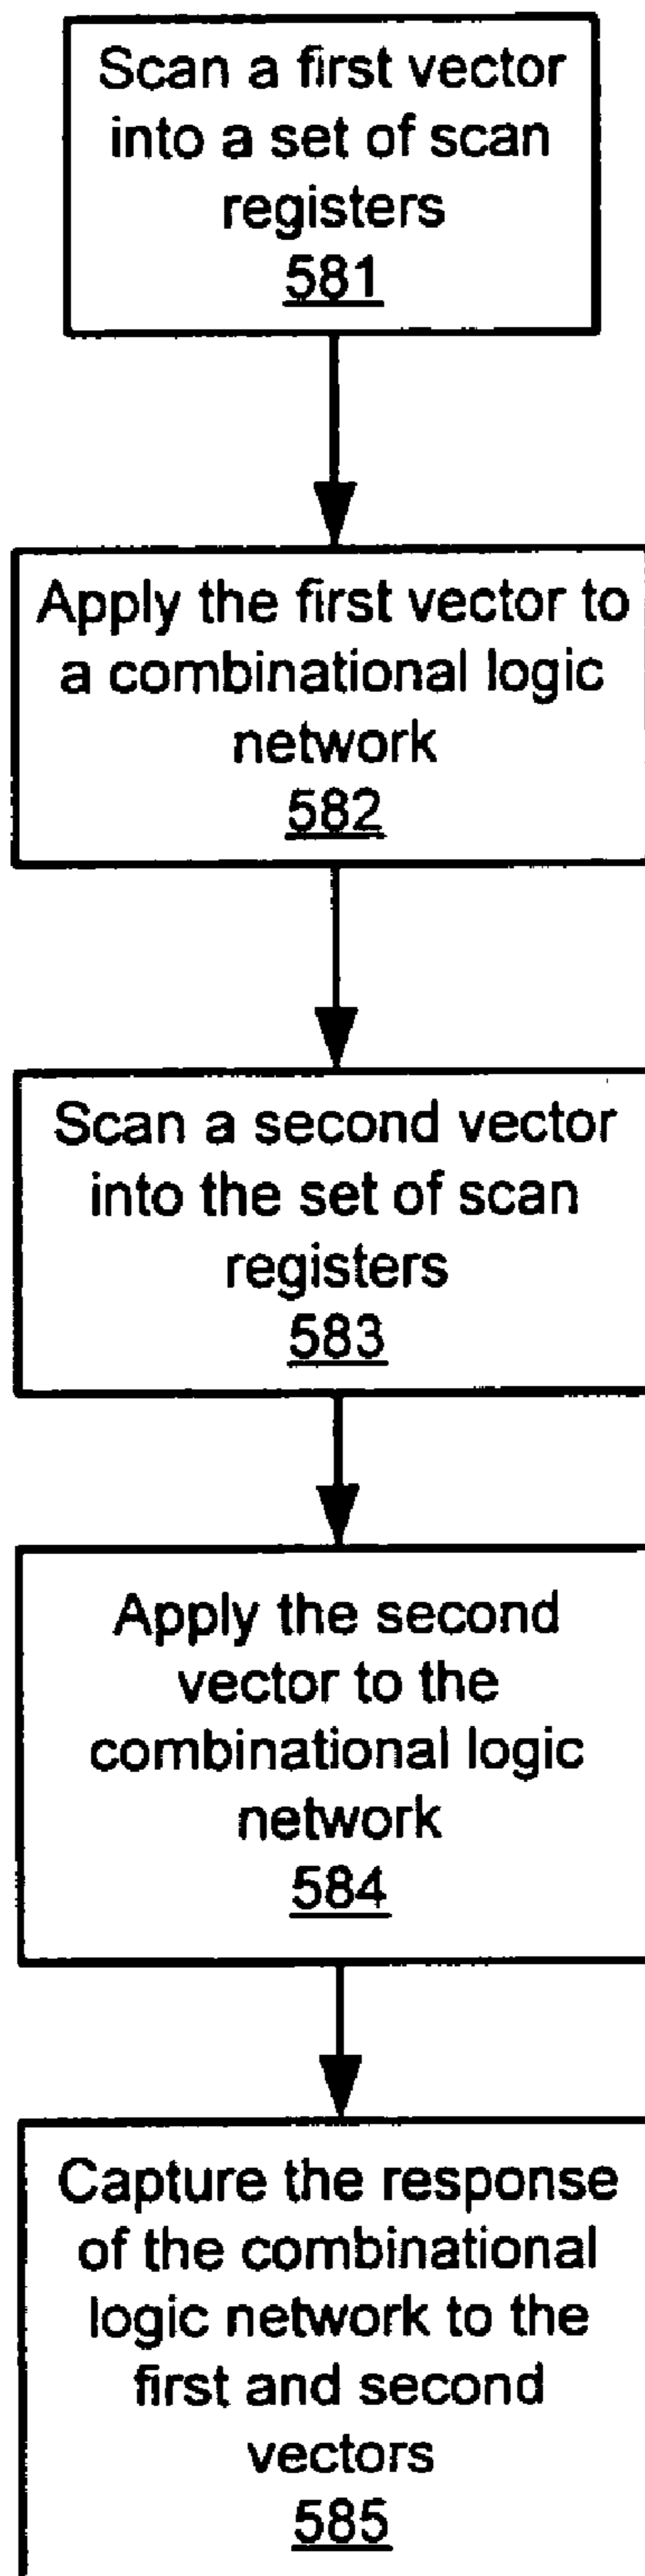 Scan a first vector
into a set of scan
registers
581
Apply the first vector to
a combinational logic
network
582
Scan a second vector
into the set of scan
registers
583
Apply the second
vector to the
combinational logic
network
584
Capture the response
of the combinational
logic network to the
first and second
vectors
585